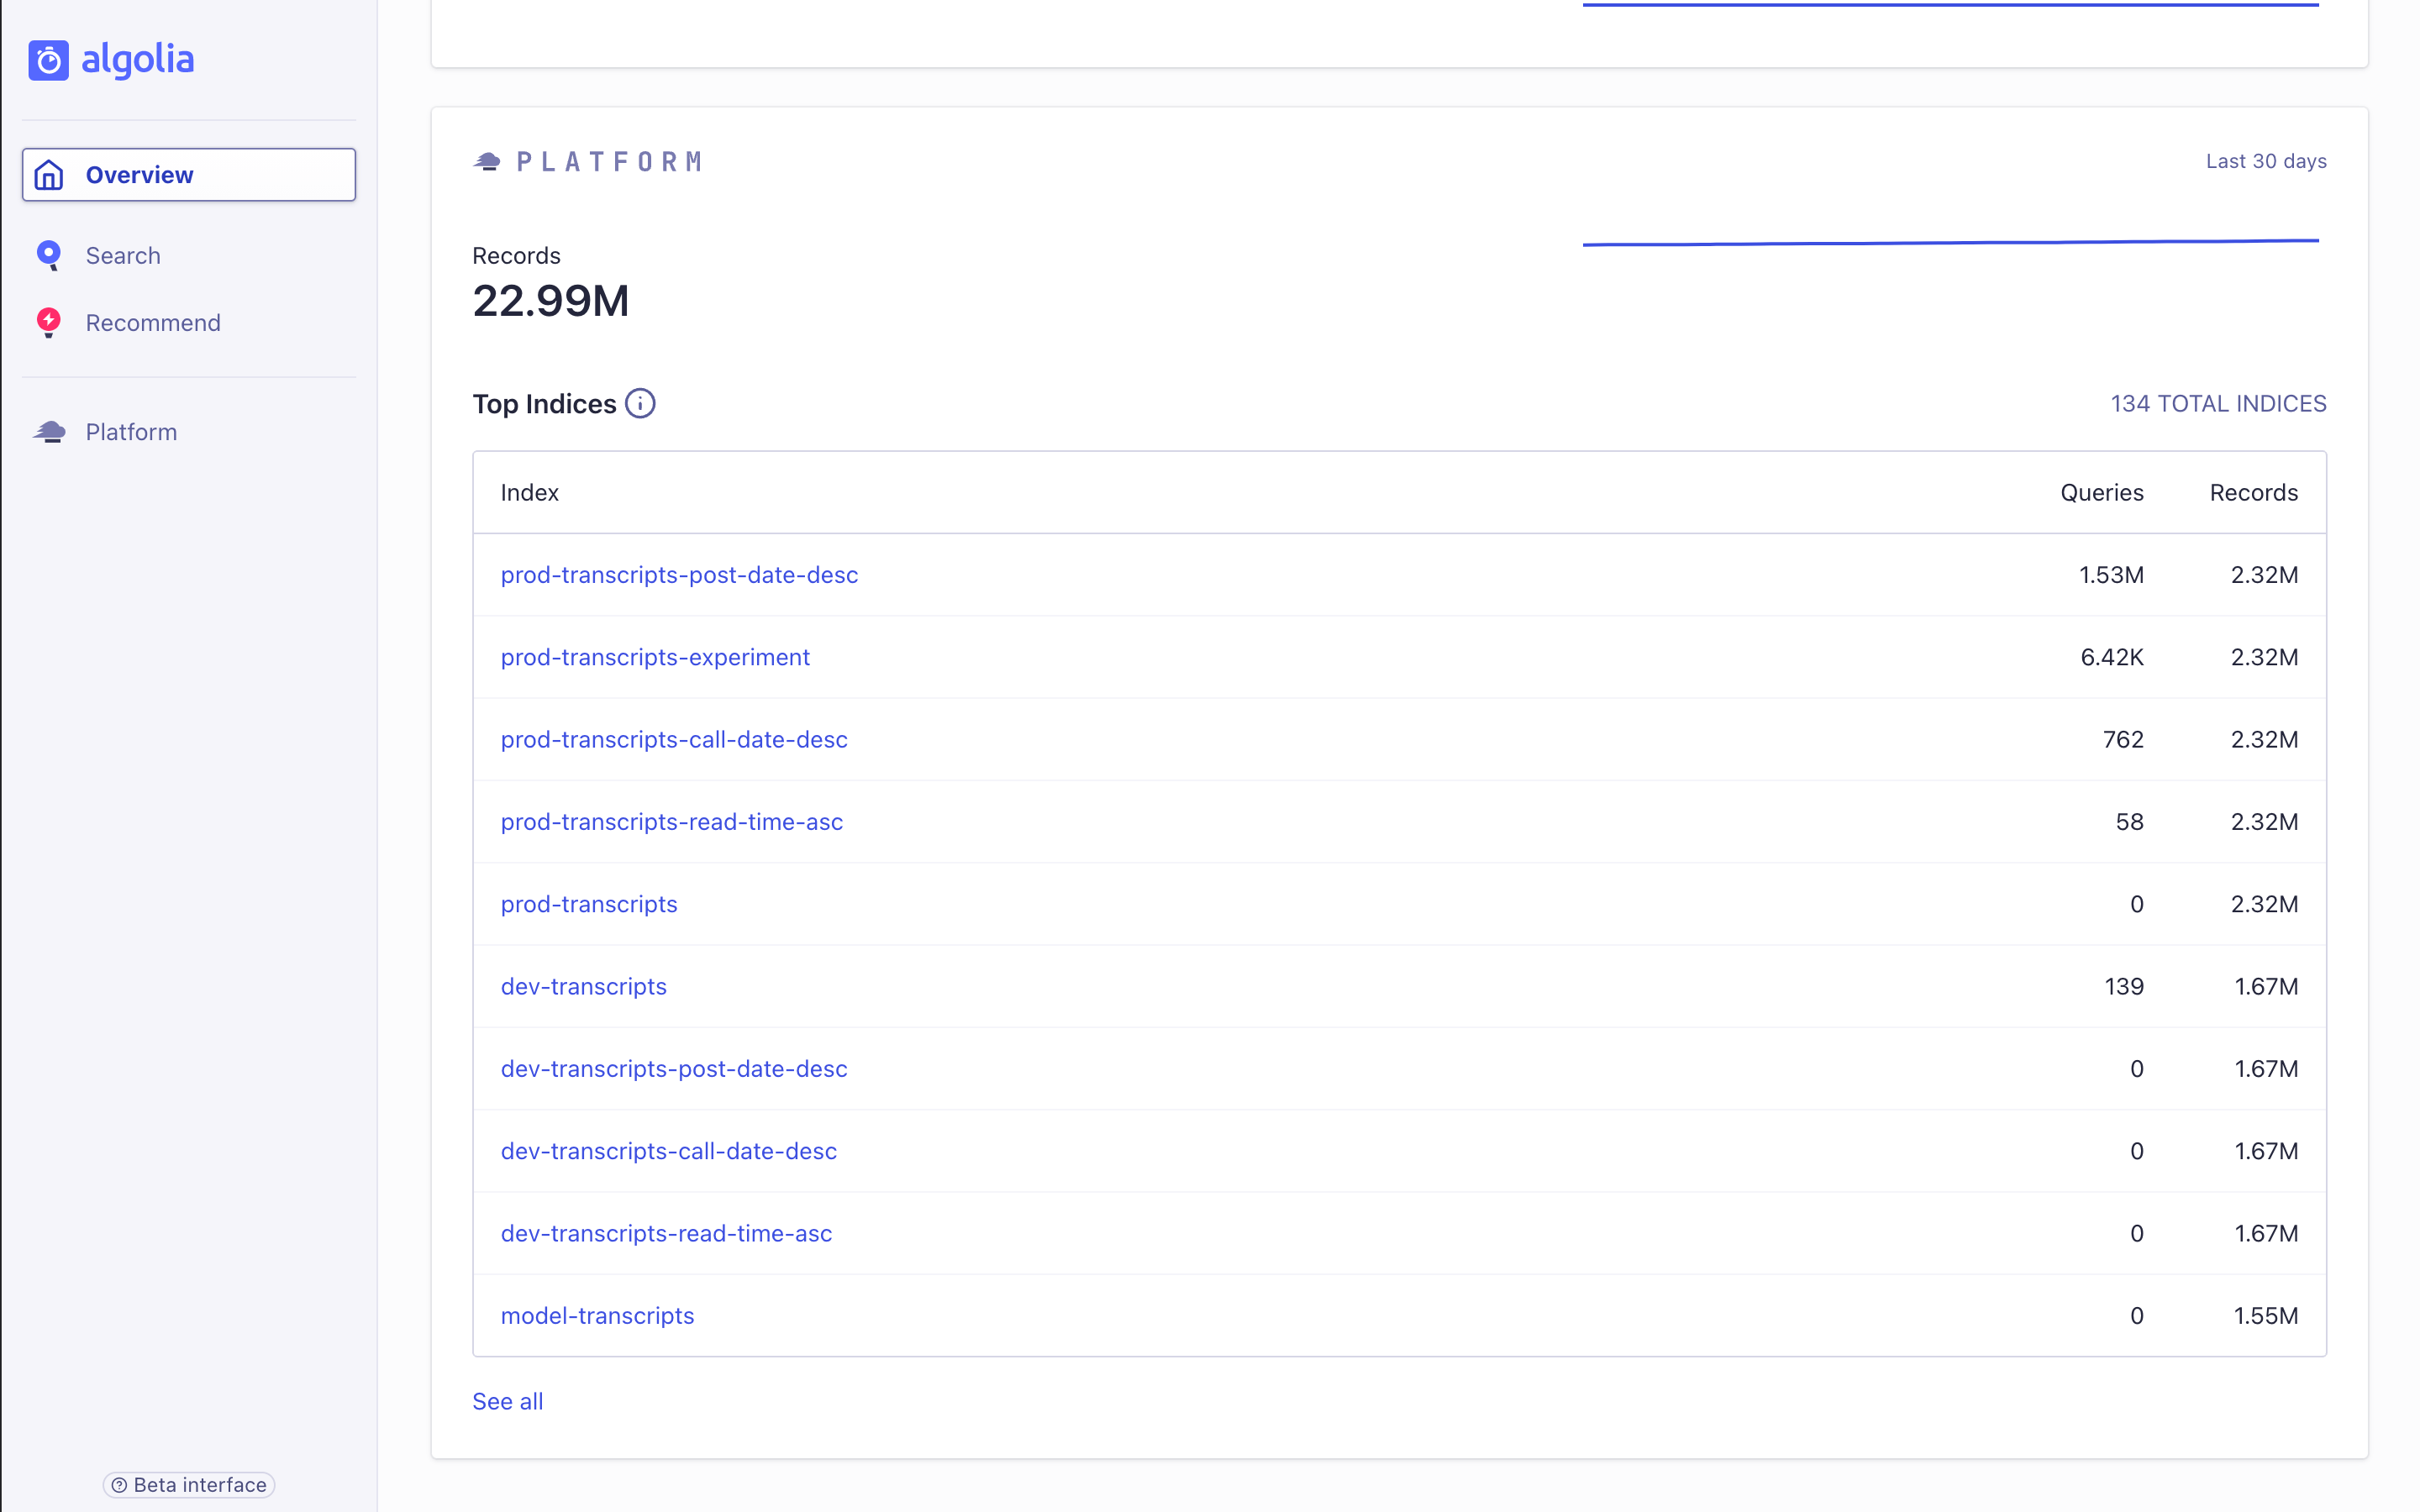 algolia
Overview
Search
Recommend
Platform
Beta interface
PLATFORM
Last 30 days
Records
22.99M
Top Indices
134 TOTAL INDICES
Index Queries Records
prod-transcripts-post-date-desc 1.53M 2.32M
prod-transcripts-experiment 6.42K 2.32M
prod-transcripts-call-date-desc 762 2.32M
prod-transcripts-read-time-asc 58 2.32M
prod-transcripts 0 2.32M
dev-transcripts 139 1.67M
dev-transcripts-post-date-desc 0 1.67M
dev-transcripts-call-date-desc 0 1.67M
dev-transcripts-read-time-asc 0 1.67M
model-transcripts 0 1.55M
See all